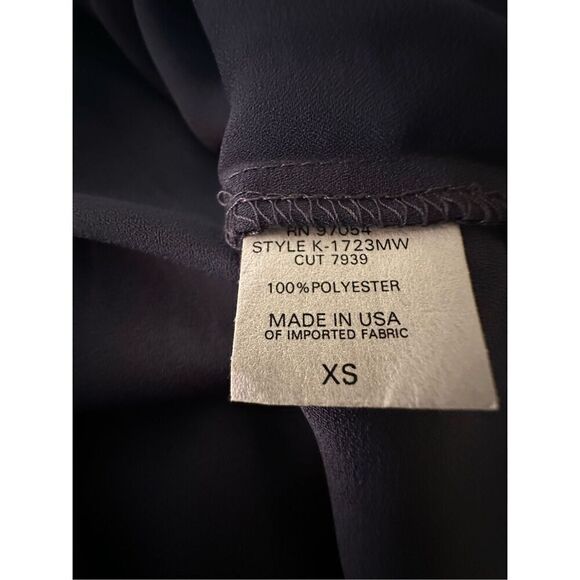 RN 97054
STYLE K-1723MW
CUT 7939
100%POLYESTER
MADE IN USA
OF IMPORTED FABRIC
XS